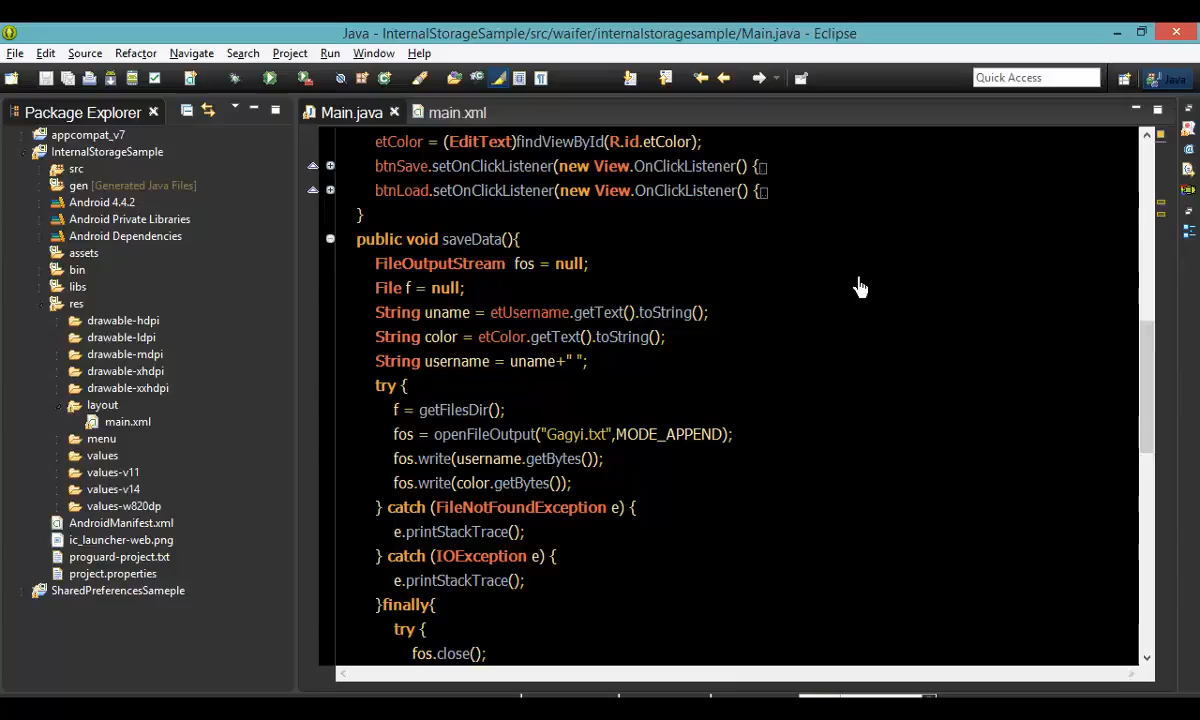 Java - InternalStorageSample/src/waifer/internalstoragesample/Main.java - Eclipse
File Edit Source Refactor Navigate Search Project Run Window Help
Quick Access
Java
Package Explorer
Main.java
main.xml
appcompat_v7
InternalStorageSample
src
gen [Generated Java Files]
Android 4.4.2
Android Private Libraries
Android Dependencies
assets
bin
libs
res
drawable-hdpi
drawable-ldpi
drawable-mdpi
drawable-xhdpi
drawable-xxhdpi
layout
main.xml
menu
values
values-v11
values-v14
values-w820dp
AndroidManifest.xml
ic_launcher-web.png
proguard-project.txt
project.properties
SharedPreferencesSameple
etColor = (EditText)findViewById(R.id.etColor);
btnSave.setOnClickListener(new View.OnClickListener() {
btnLoad.setOnClickListener(new View.OnClickListener() {
}
public void saveData(){
FileOutputStream  fos = null;
File f = null;
String uname = etUsername.getText().toString();
String color = etColor.getText().toString();
String username = uname+" ";
try {
f = getFilesDir();
fos = openFileOutput("Gagyi.txt",MODE_APPEND);
fos.write(username.getBytes());
fos.write(color.getBytes());
} catch (FileNotFoundException e) {
e.printStackTrace();
} catch (IOException e) {
e.printStackTrace();
}finally{
try {
fos.close();